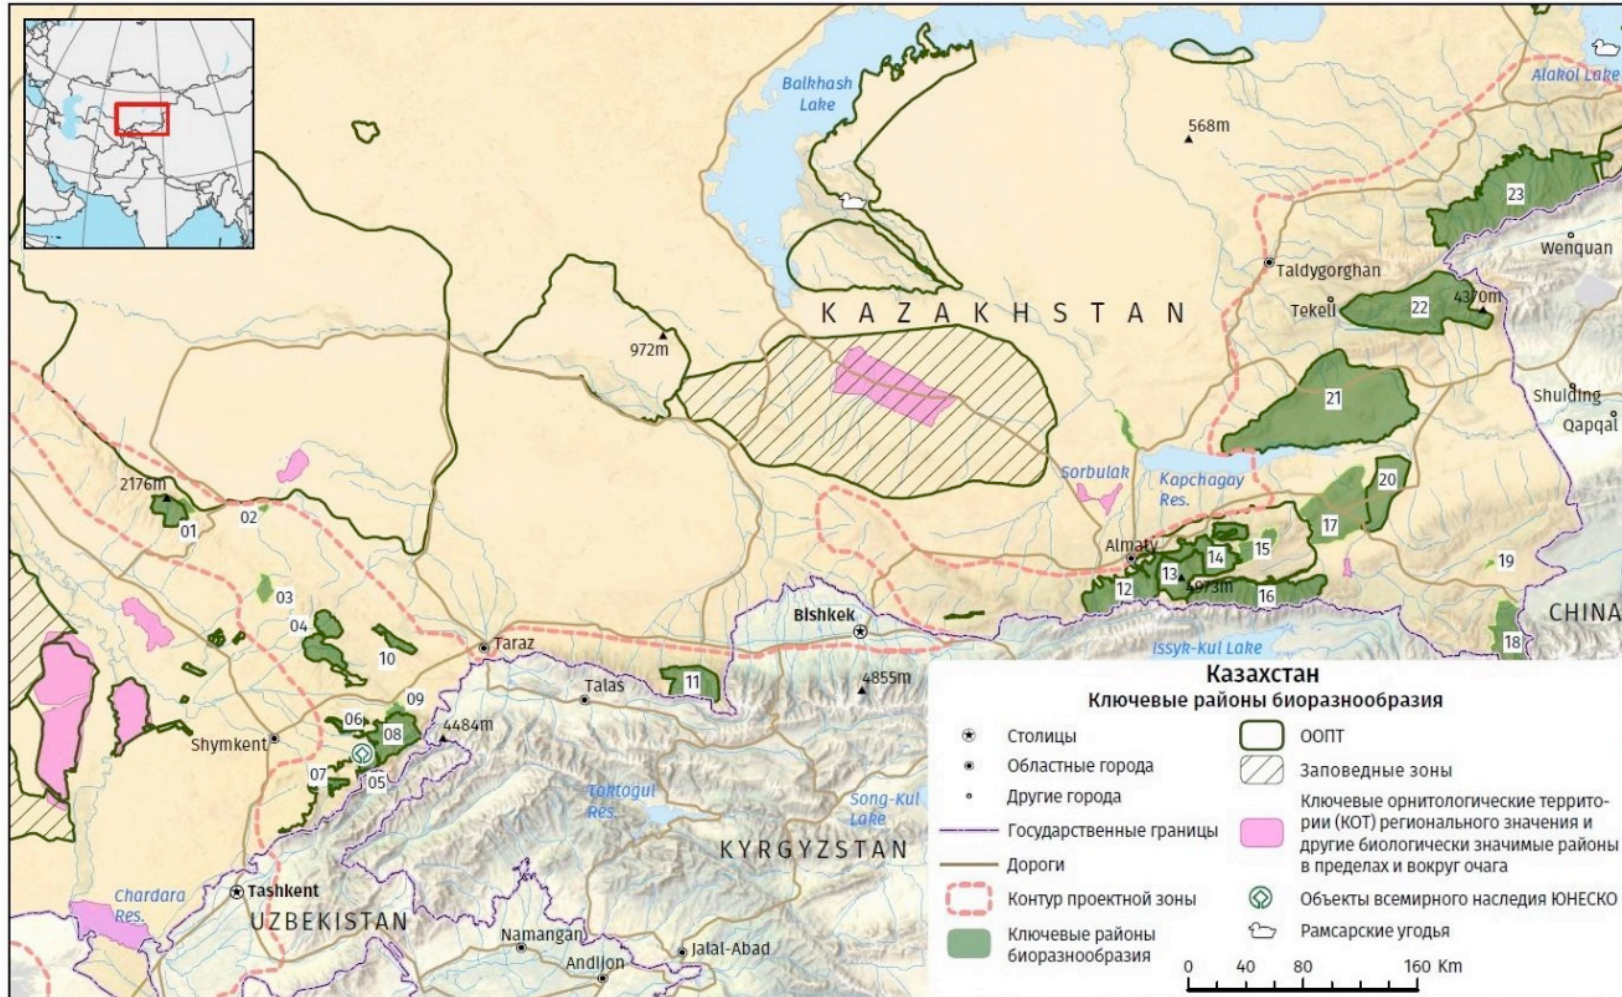 Balkhash
Lake
Alakol Lake
568m
23
Wenquan
Taldygorghan
Tekeli
22
4370m
KAZAKHSTAN
972m
21
Shuiding
Qapqal
Sorbulak
Kapchagay
Res.
20
2176m
01
02
17
Almaty
14
15
13
12
4973m
16
19
03
04
10
Taraz
Bishkek
18
CHINA
Issyk-Kul Lake
11
Talas
4855m
09
06
08
4484m
Shymkent
07
05
Toktogul
Res.
Song-Kul
Lake
KYRGYZSTAN
Chardara
Res.
Tashkent
UZBEKISTAN
Namangan
Andijon
Jalal-Abad
Казахстан
Ключевые районы биоразнообразия
Столицы
Областные города
Другие города
Государственные границы
Дороги
Контур проектной зоны
Ключевые районы
биоразнообразия
ООПТ
Заповедные зоны
Ключевые орнитологические террито-
рии (КОТ) регионального значения и
другие биологически значимые районы
в пределах и вокруг очага
Объекты всемирного наследия ЮНЕСКО
Рамсарские угодья
0 40 80 160 Km